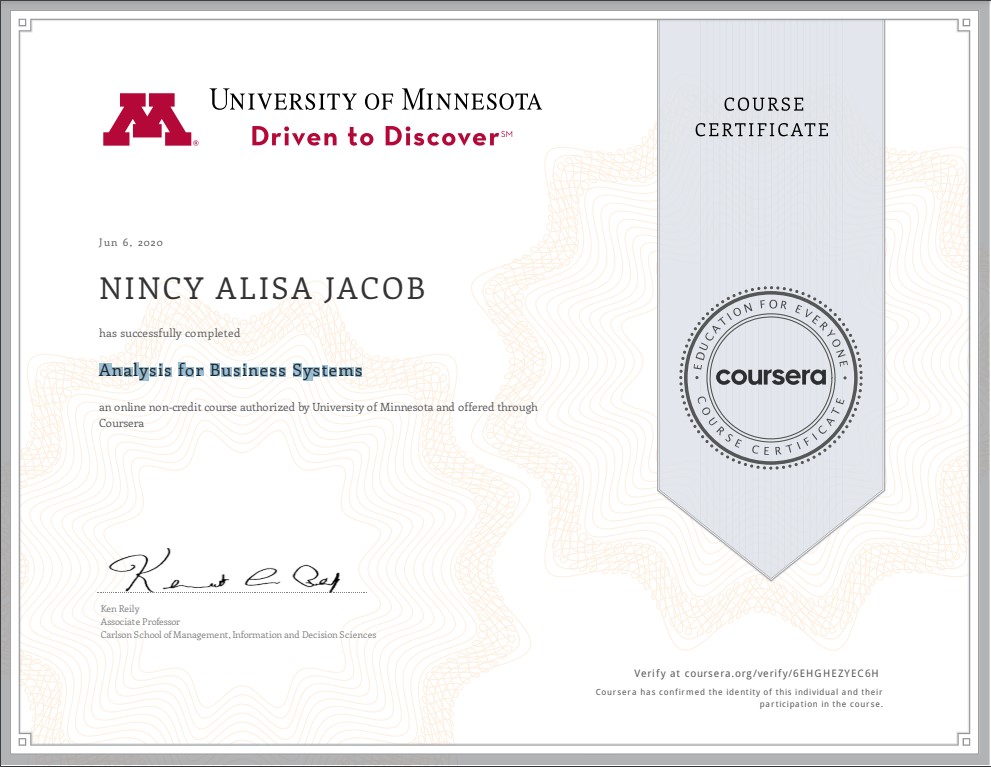 UNIVERSITY OF MINNESOTA
Driven to Discover℠
COURSE
CERTIFICATE
Jun 6, 2020
NINCY ALISA JACOB
has successfully completed
Analysis for Business Systems
an online non-credit course authorized by University of Minnesota and offered through
Coursera
EDUCATION FOR EVERYONE
coursera
COURSE CERTIFICATE
Ken Reily
Associate Professor
Carlson School of Management, Information and Decision Sciences
Verify at coursera.org/verify/6EHGHEZYEC6H
Coursera has confirmed the identity of this individual and their
participation in the course.